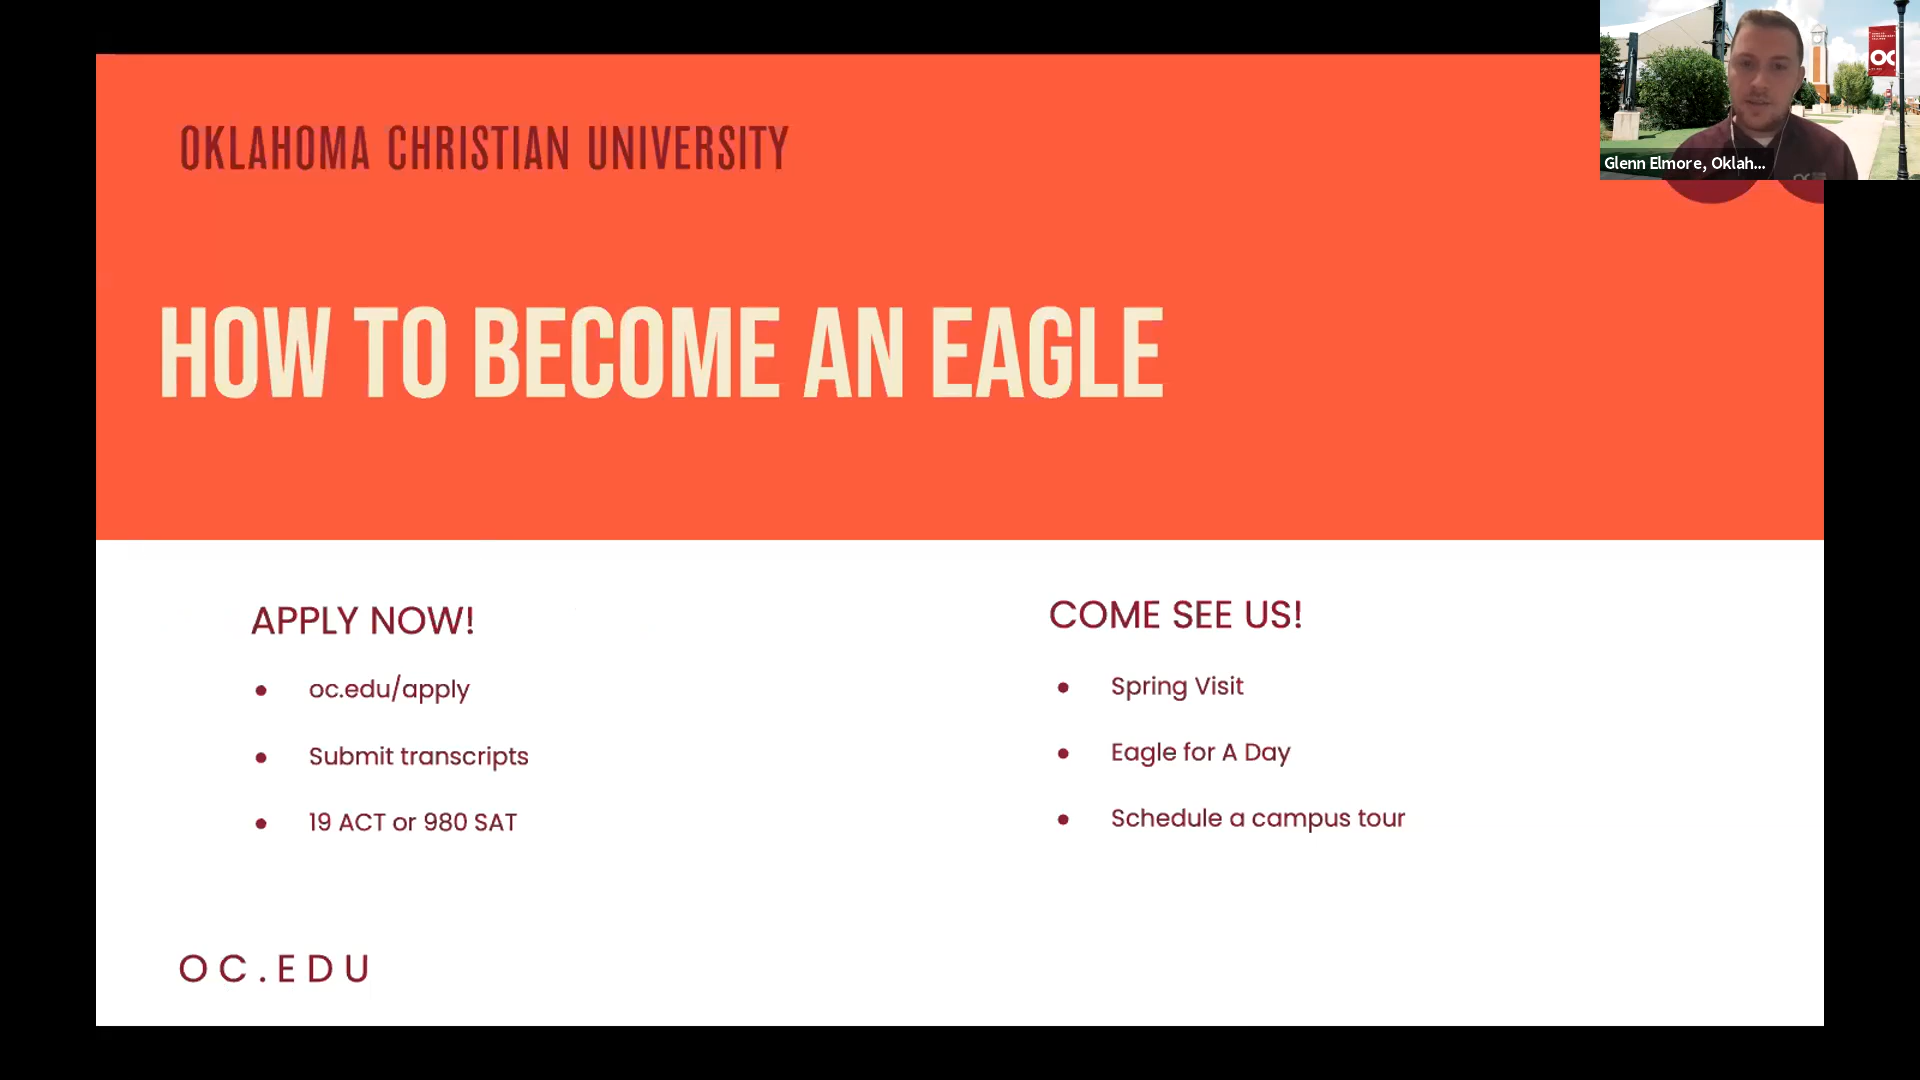 OKLAHOMA CHRISTIAN UNIVERSITY
OC
Glenn Elmore, Oklah...
HOW TO BECOME AN EAGLE
APPLY NOW!
oc.edu/apply
Submit transcripts
19 ACT or 980 SAT
COME SEE US!
Spring Visit
Eagle for A Day
Schedule a campus tour
OC.EDU